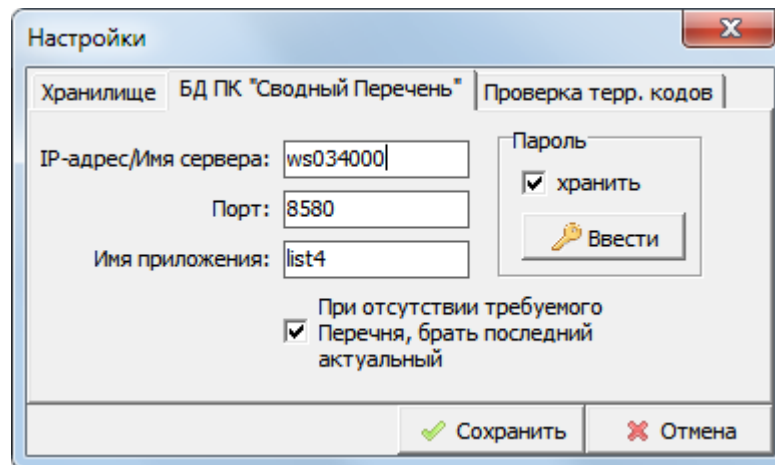 Настройки
Хранилище
БД ПК "Сводный Перечень"
Проверка терр. кодов
IP-адрес/Имя сервера: ws034000
Порт: 8580
Имя приложения: list4
Пароль
хранить
Ввести
При отсутствии требуемого
Перечня, брать последний
актуальный
Сохранить
Отмена